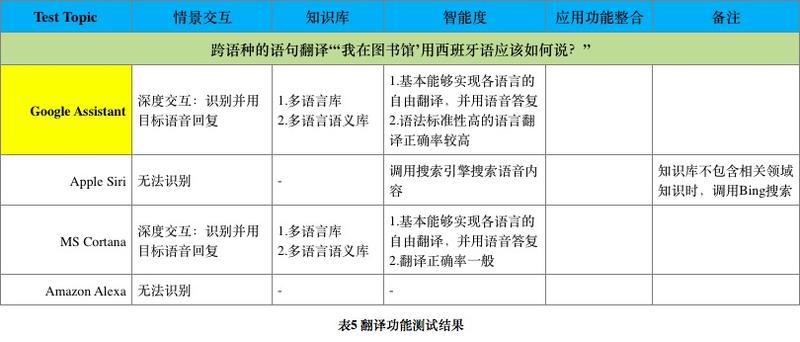 Test Topic 情景交互 知识库 智能度 应用功能整合 备注
跨语种的语句翻译“‘我在图书馆’用西班牙语应该如何说？”
Google Assistant
深度交互：识别并用
目标语音回复
1.多语言库
2.多语言语义库
1.基本能够实现各语言的
自由翻译，并用语音答复
2.语法标准性高的语言翻
译正确率较高
Apple Siri
无法识别
-
调用搜索引擎搜索语音内
容
知识库不包含相关领域
知识时，调用Bing搜索
MS Cortana
深度交互：识别并用
目标语音回复
1.多语言库
2.多语言语义库
1.基本能够实现各语言的
自由翻译，并用语音答复
2.翻译正确率一般
Amazon Alexa
无法识别
-
-
表5 翻译功能测试结果